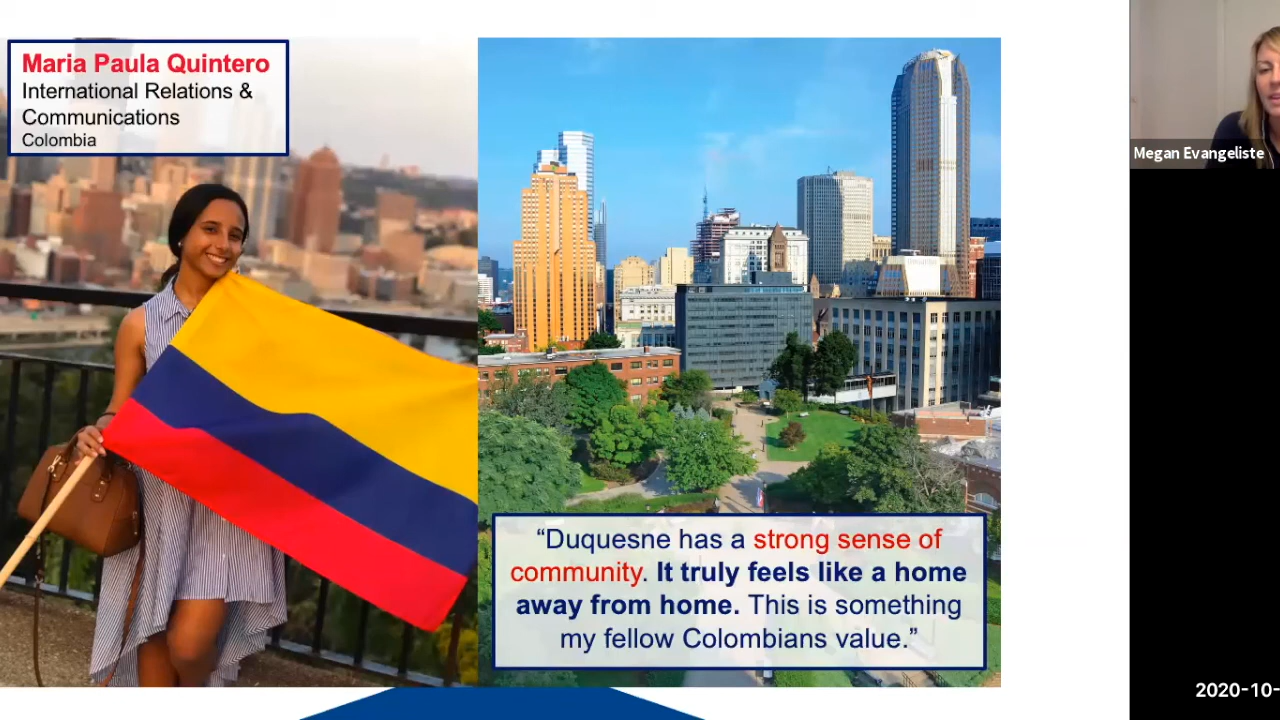 Maria Paula Quintero
International Relations &
Communications
Colombia
“Duquesne has a strong sense of
community. It truly feels like a home
away from home. This is something
my fellow Colombians value.”
Megan Evangeliste
2020-10-